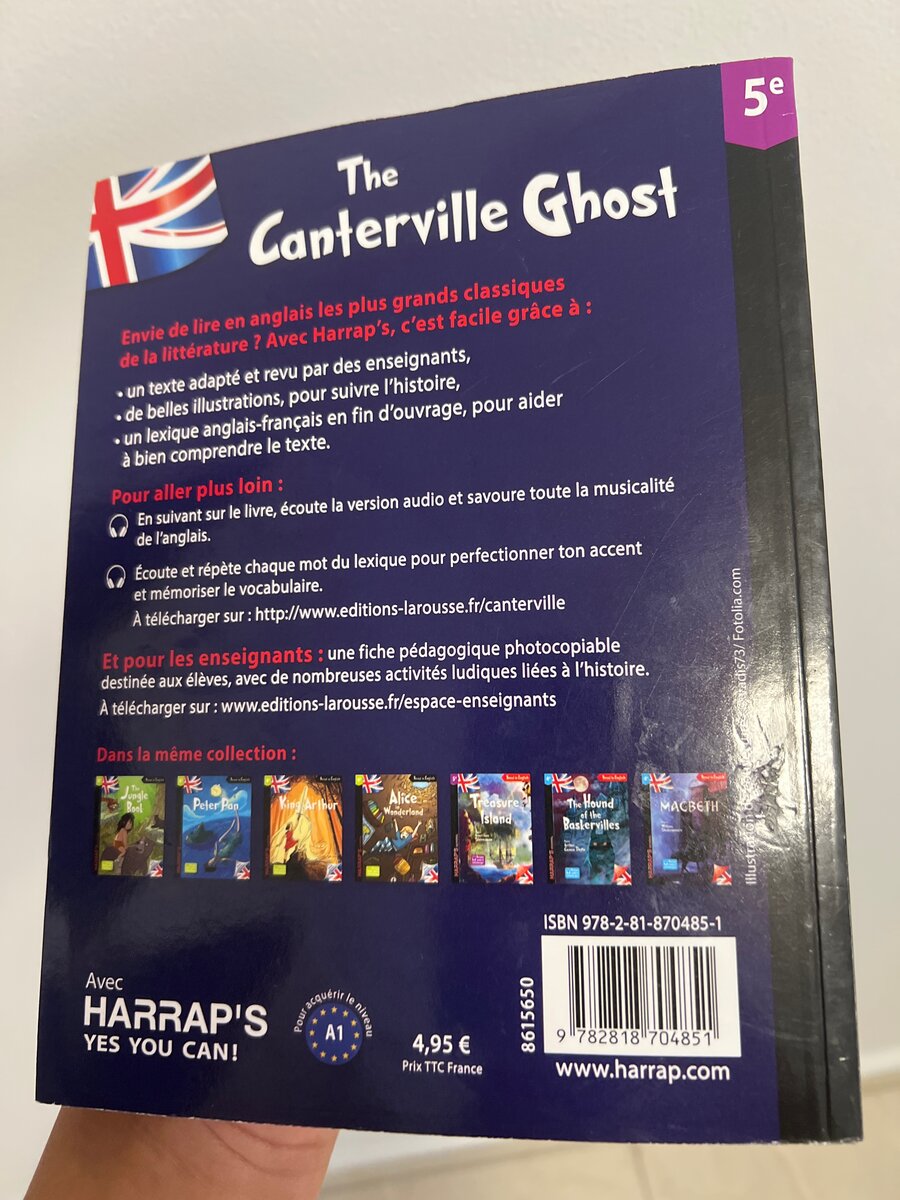 5e
The
Canterville Ghost
Envie de lire en anglais les plus grands classiques
de la littérature ? Avec Harrap's, c'est facile grâce à :
• un texte adapté et revu par des enseignants,
• de belles illustrations, pour suivre l'histoire,
• un lexique anglais-français en fin d'ouvrage, pour aider
à bien comprendre le texte.
Pour aller plus loin :
En suivant sur le livre, écoute la version audio et savoure toute la musicalité
de l'anglais.
Écoute et répète chaque mot du lexique pour perfectionner ton accent
et mémoriser le vocabulaire.
À télécharger sur : http://www.editions-larousse.fr/canterville
Et pour les enseignants : une fiche pédagogique photocopiable
destinée aux élèves, avec de nombreuses activités ludiques liées à l'histoire.
À télécharger sur : www.editions-larousse.fr/espace-enseignants
Dans la même collection :
The Jungle Book
Peter Pan
King Arthur
Alice
Wonderland
Treasure
Island
The Hound
of the
Baskervilles
MACBETH
/ Fotolia.com
ISBN 978-2-81-870485-1
8615650
9 782818 704851
www.harrap.com
Avec
HARRAP'S
YES YOU CAN!
Pour acquérir le niveau
A1
4,95 €
Prix TTC France